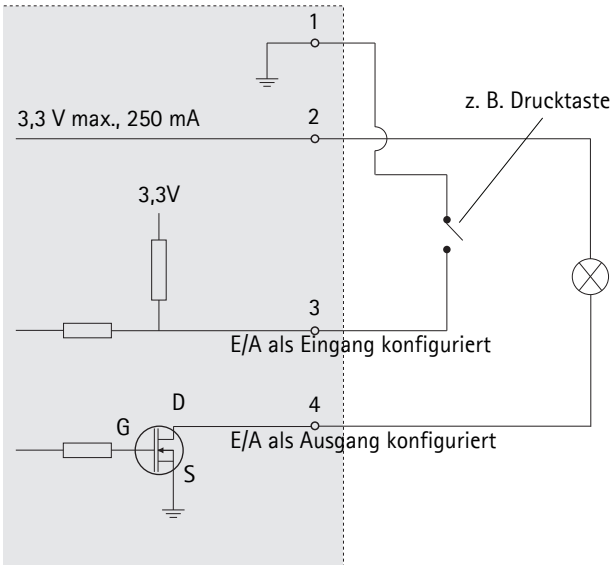 1
z. B. Drucktaste
3,3 V max., 250 mA
2
3,3V
3
E/A als Eingang konfiguriert
D
4
G
E/A als Ausgang konfiguriert
S